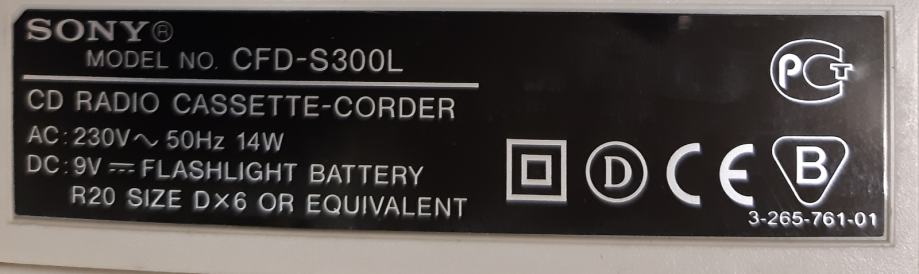 SONY®
MODEL NO. CFD-S300L
CD RADIO CASSETTE-CORDER
AC: 230V~ 50Hz 14W
DC: 9V ⎓ FLASHLIGHT BATTERY
R20 SIZE D×6 OR EQUIVALENT
РСТ
D
CE
B
3-265-761-01